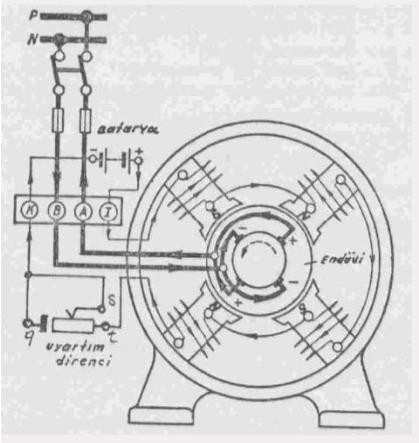 P
N
batarya
- +
K B A I
- +
Endüvi
+ -
s
q t
uyartım
direnci